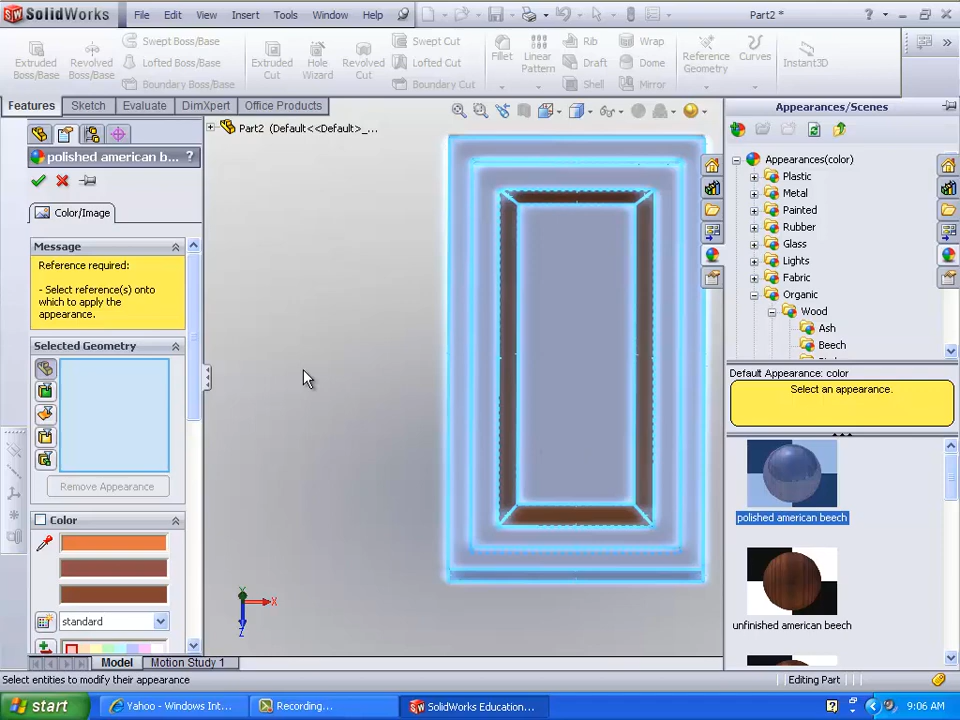 SolidWorks File Edit View Insert Tools Window Help Part2 *
Extruded Boss/Base
Revolved Boss/Base
Swept Boss/Base
Lofted Boss/Base
Boundary Boss/Base
Extruded Cut
Hole Wizard
Revolved Cut
Swept Cut
Lofted Cut
Boundary Cut
Fillet
Linear Pattern
Rib
Draft
Shell
Wrap
Dome
Mirror
Reference Geometry
Curves
Instant3D
Features Sketch Evaluate DimXpert Office Products
Part2 (Default<<Default>_...
polished american b... ?
Color/Image
Message
Reference required:
- Select reference(s) onto
which to apply the
appearance.
Selected Geometry
Remove Appearance
Color
standard
X
Y
Z
Appearances/Scenes
Appearances(color)
Plastic
Metal
Painted
Rubber
Glass
Lights
Fabric
Organic
Wood
Ash
Beech
Default Appearance: color
Select an appearance.
polished american beech
unfinished american beech
Model Motion Study 1
Select entities to modify their appearance Editing Part
start Yahoo - Windows Int... Recording... SolidWorks Education... 9:06 AM